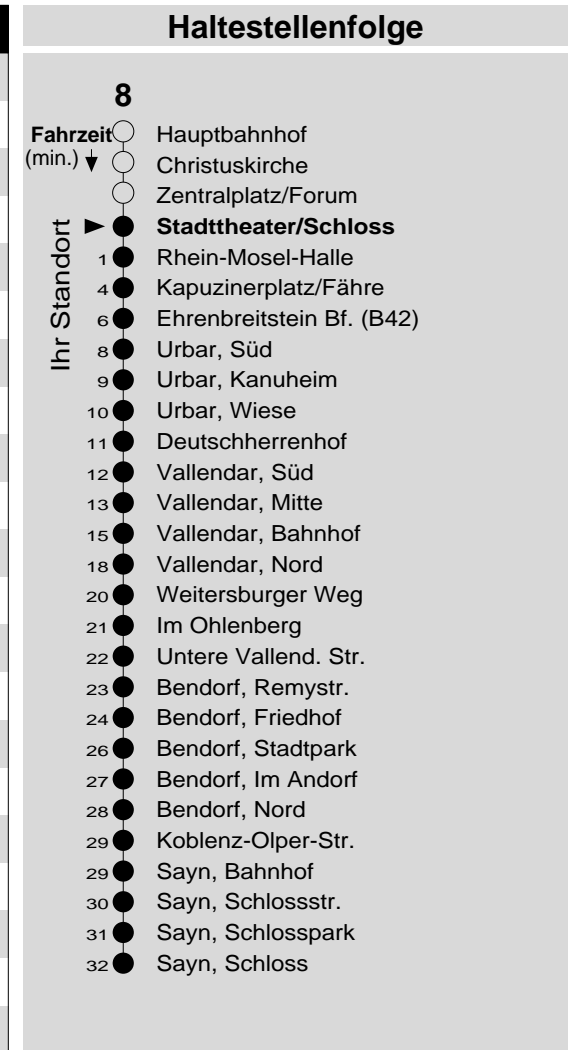 Haltestellenfolge
8
Fahrzeit Hauptbahnhof
(min.) Christuskirche
Zentralplatz/Forum
Ihr Standort
Stadttheater/Schloss
1 Rhein-Mosel-Halle
4 Kapuzinerplatz/Fähre
6 Ehrenbreitstein Bf. (B42)
8 Urbar, Süd
9 Urbar, Kanuheim
10 Urbar, Wiese
11 Deutschherrenhof
12 Vallendar, Süd
13 Vallendar, Mitte
15 Vallendar, Bahnhof
18 Vallendar, Nord
20 Weitersburger Weg
21 Im Ohlenberg
22 Untere Vallend. Str.
23 Bendorf, Remystr.
24 Bendorf, Friedhof
26 Bendorf, Stadtpark
27 Bendorf, Im Andorf
28 Bendorf, Nord
29 Koblenz-Olper-Str.
29 Sayn, Bahnhof
30 Sayn, Schlossstr.
31 Sayn, Schlosspark
32 Sayn, Schloss